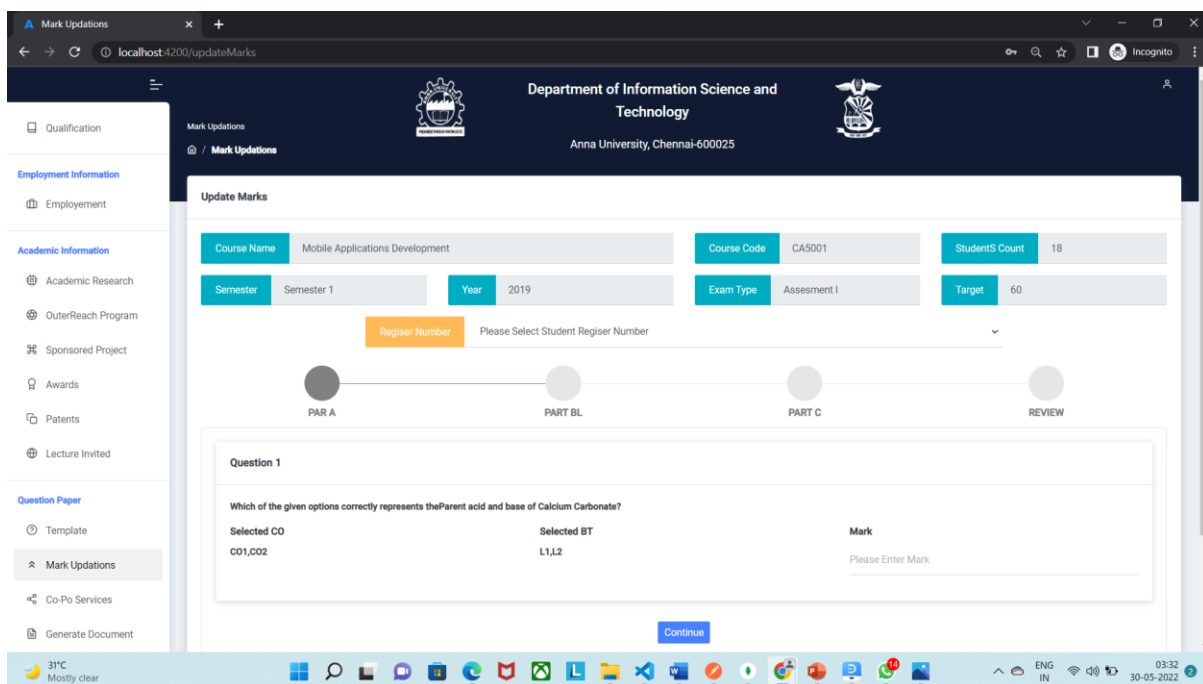 Mark Updations
localhost:4200/updateMarks
Incognito
Department of Information Science and
Technology
Anna University, Chennai-600025
Mark Updations
/ Mark Updations
Qualification
Employment Information
Employement
Academic Information
Academic Research
OuterReach Program
Sponsored Project
Awards
Patents
Lecture Invited
Question Paper
Template
Mark Updations
Co-Po Services
Generate Document
Update Marks
Course Name Mobile Applications Development Course Code CA5001 StudentS Count 18
Semester Semester 1 Year 2019 Exam Type Assesment I Target 60
Regiser Number Please Select Student Regiser Number
PAR A PART BL PART C REVIEW
Question 1
Which of the given options correctly represents theParent acid and base of Calcium Carbonate?
Selected CO Selected BT Mark
CO1,CO2 L1,L2 Please Enter Mark
Continue
31°C
Mostly clear
14
ENG
IN
03:32
30-05-2022
2